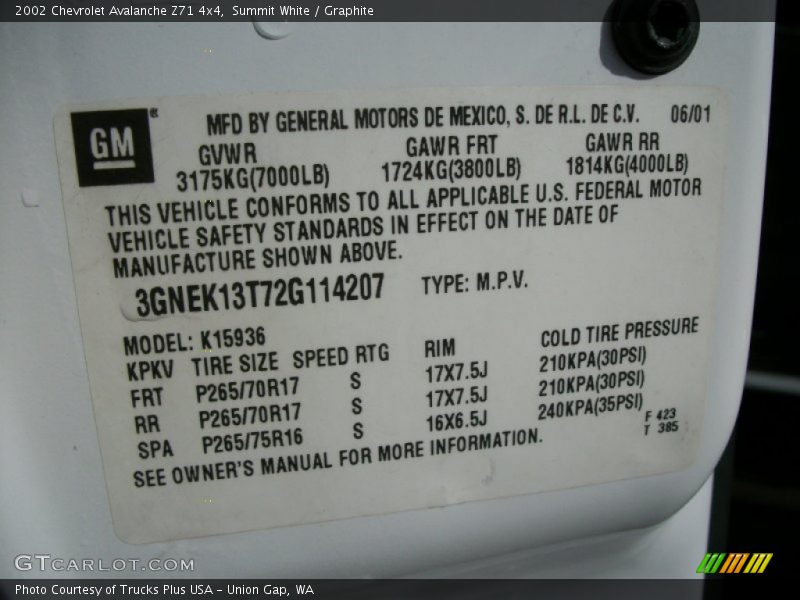 2002 Chevrolet Avalanche Z71 4x4, Summit White / Graphite
GM ®
MFD BY GENERAL MOTORS DE MEXICO, S. DE R.L. DE C.V. 06/01
GVWR GAWR FRT GAWR RR
3175KG(7000LB) 1724KG(3800LB) 1814KG(4000LB)
THIS VEHICLE CONFORMS TO ALL APPLICABLE U.S. FEDERAL MOTOR
VEHICLE SAFETY STANDARDS IN EFFECT ON THE DATE OF
MANUFACTURE SHOWN ABOVE.
3GNEK13T72G114207 TYPE: M.P.V.
MODEL: K15936
KPKV TIRE SIZE SPEED RTG RIM COLD TIRE PRESSURE
FRT P265/70R17 S 17X7.5J 210KPA(30PSI)
RR P265/70R17 S 17X7.5J 210KPA(30PSI)
SPA P265/75R16 S 16X6.5J 240KPA(35PSI)
F 423
T 385
SEE OWNER'S MANUAL FOR MORE INFORMATION.
GTCARLOT.COM
Photo Courtesy of Trucks Plus USA – Union Gap, WA